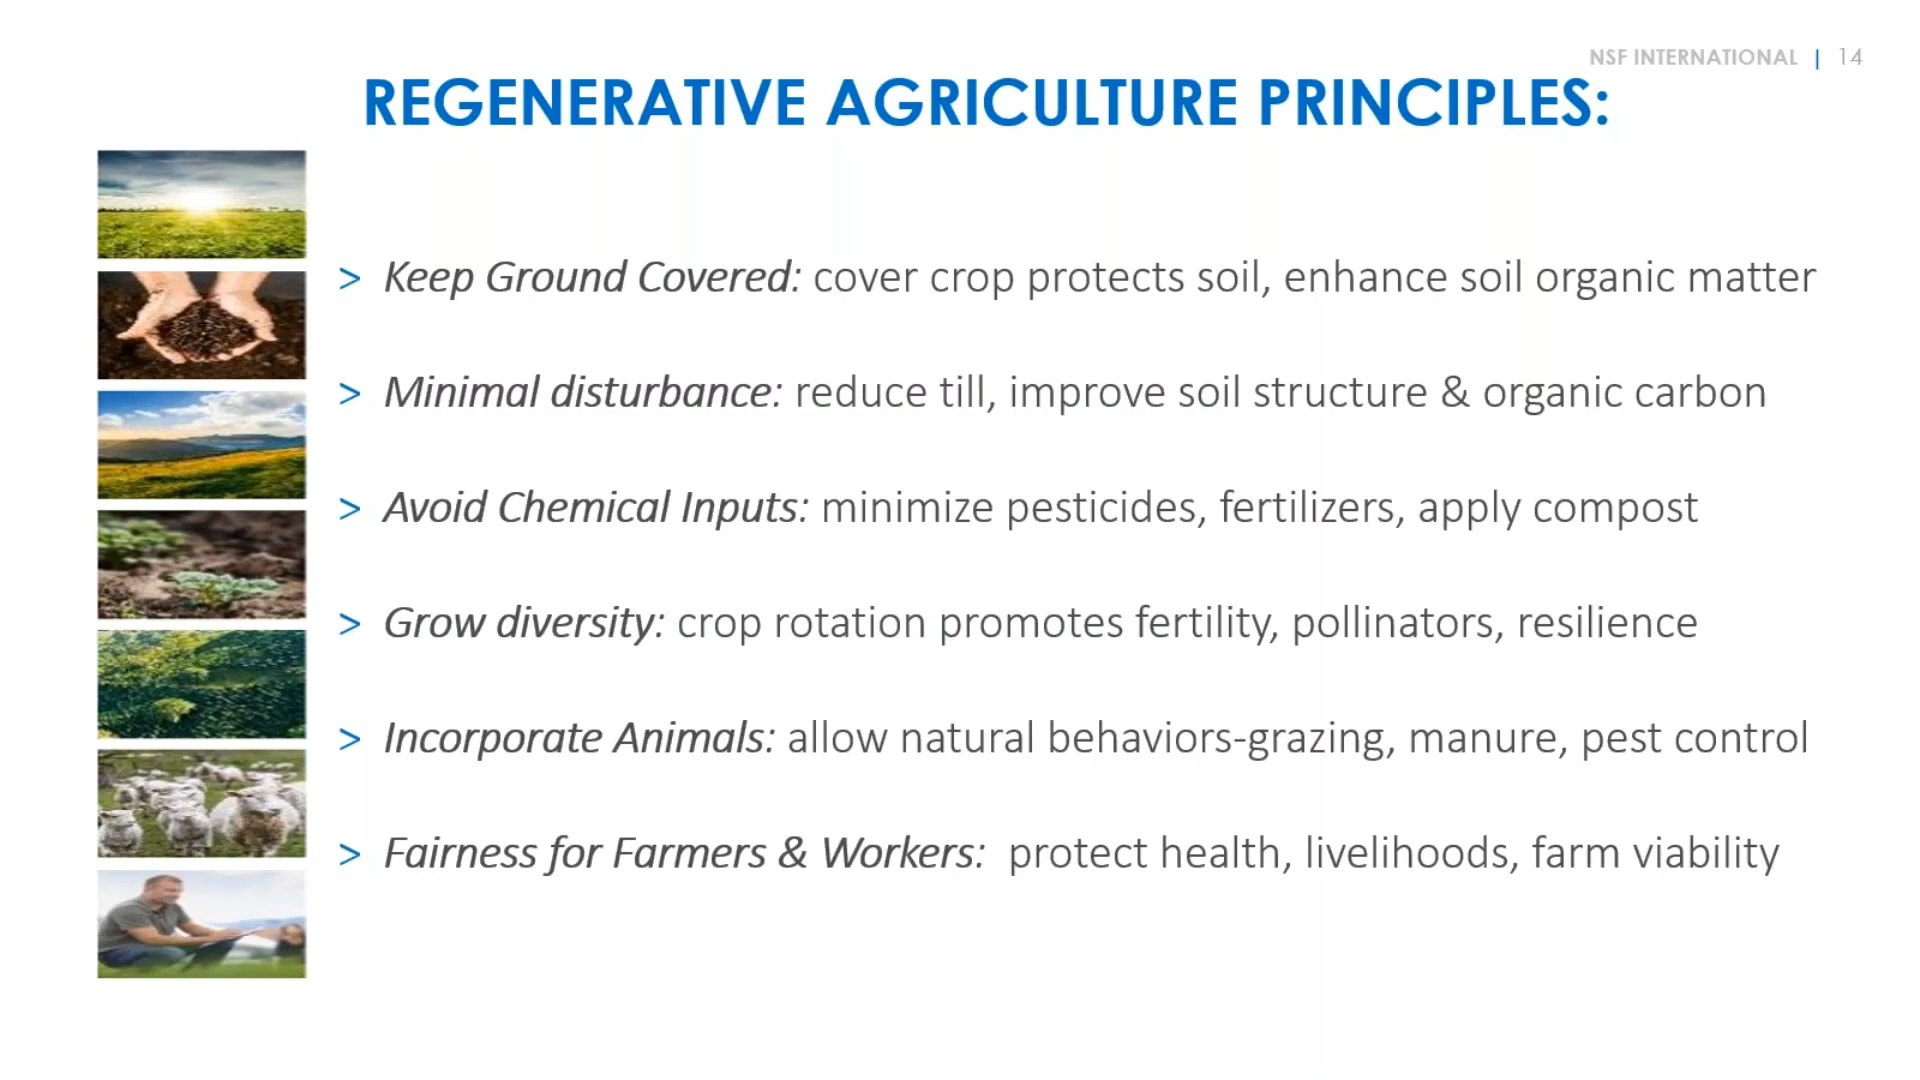 NSF INTERNATIONAL | 14
REGENERATIVE AGRICULTURE PRINCIPLES:
> Keep Ground Covered: cover crop protects soil, enhance soil organic matter
> Minimal disturbance: reduce till, improve soil structure & organic carbon
> Avoid Chemical Inputs: minimize pesticides, fertilizers, apply compost
> Grow diversity: crop rotation promotes fertility, pollinators, resilience
> Incorporate Animals: allow natural behaviors-grazing, manure, pest control
> Fairness for Farmers & Workers:  protect health, livelihoods, farm viability